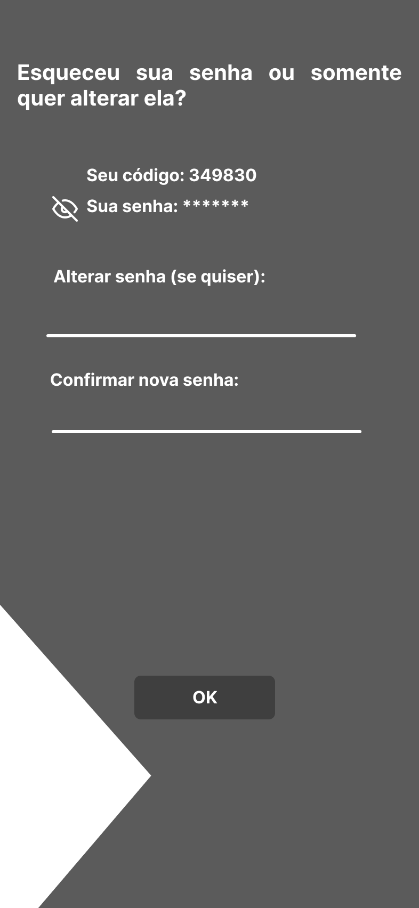 Esqueceu sua senha ou somente
quer alterar ela?
Seu código: 349830
Sua senha: *******
Alterar senha (se quiser):
Confirmar nova senha:
OK